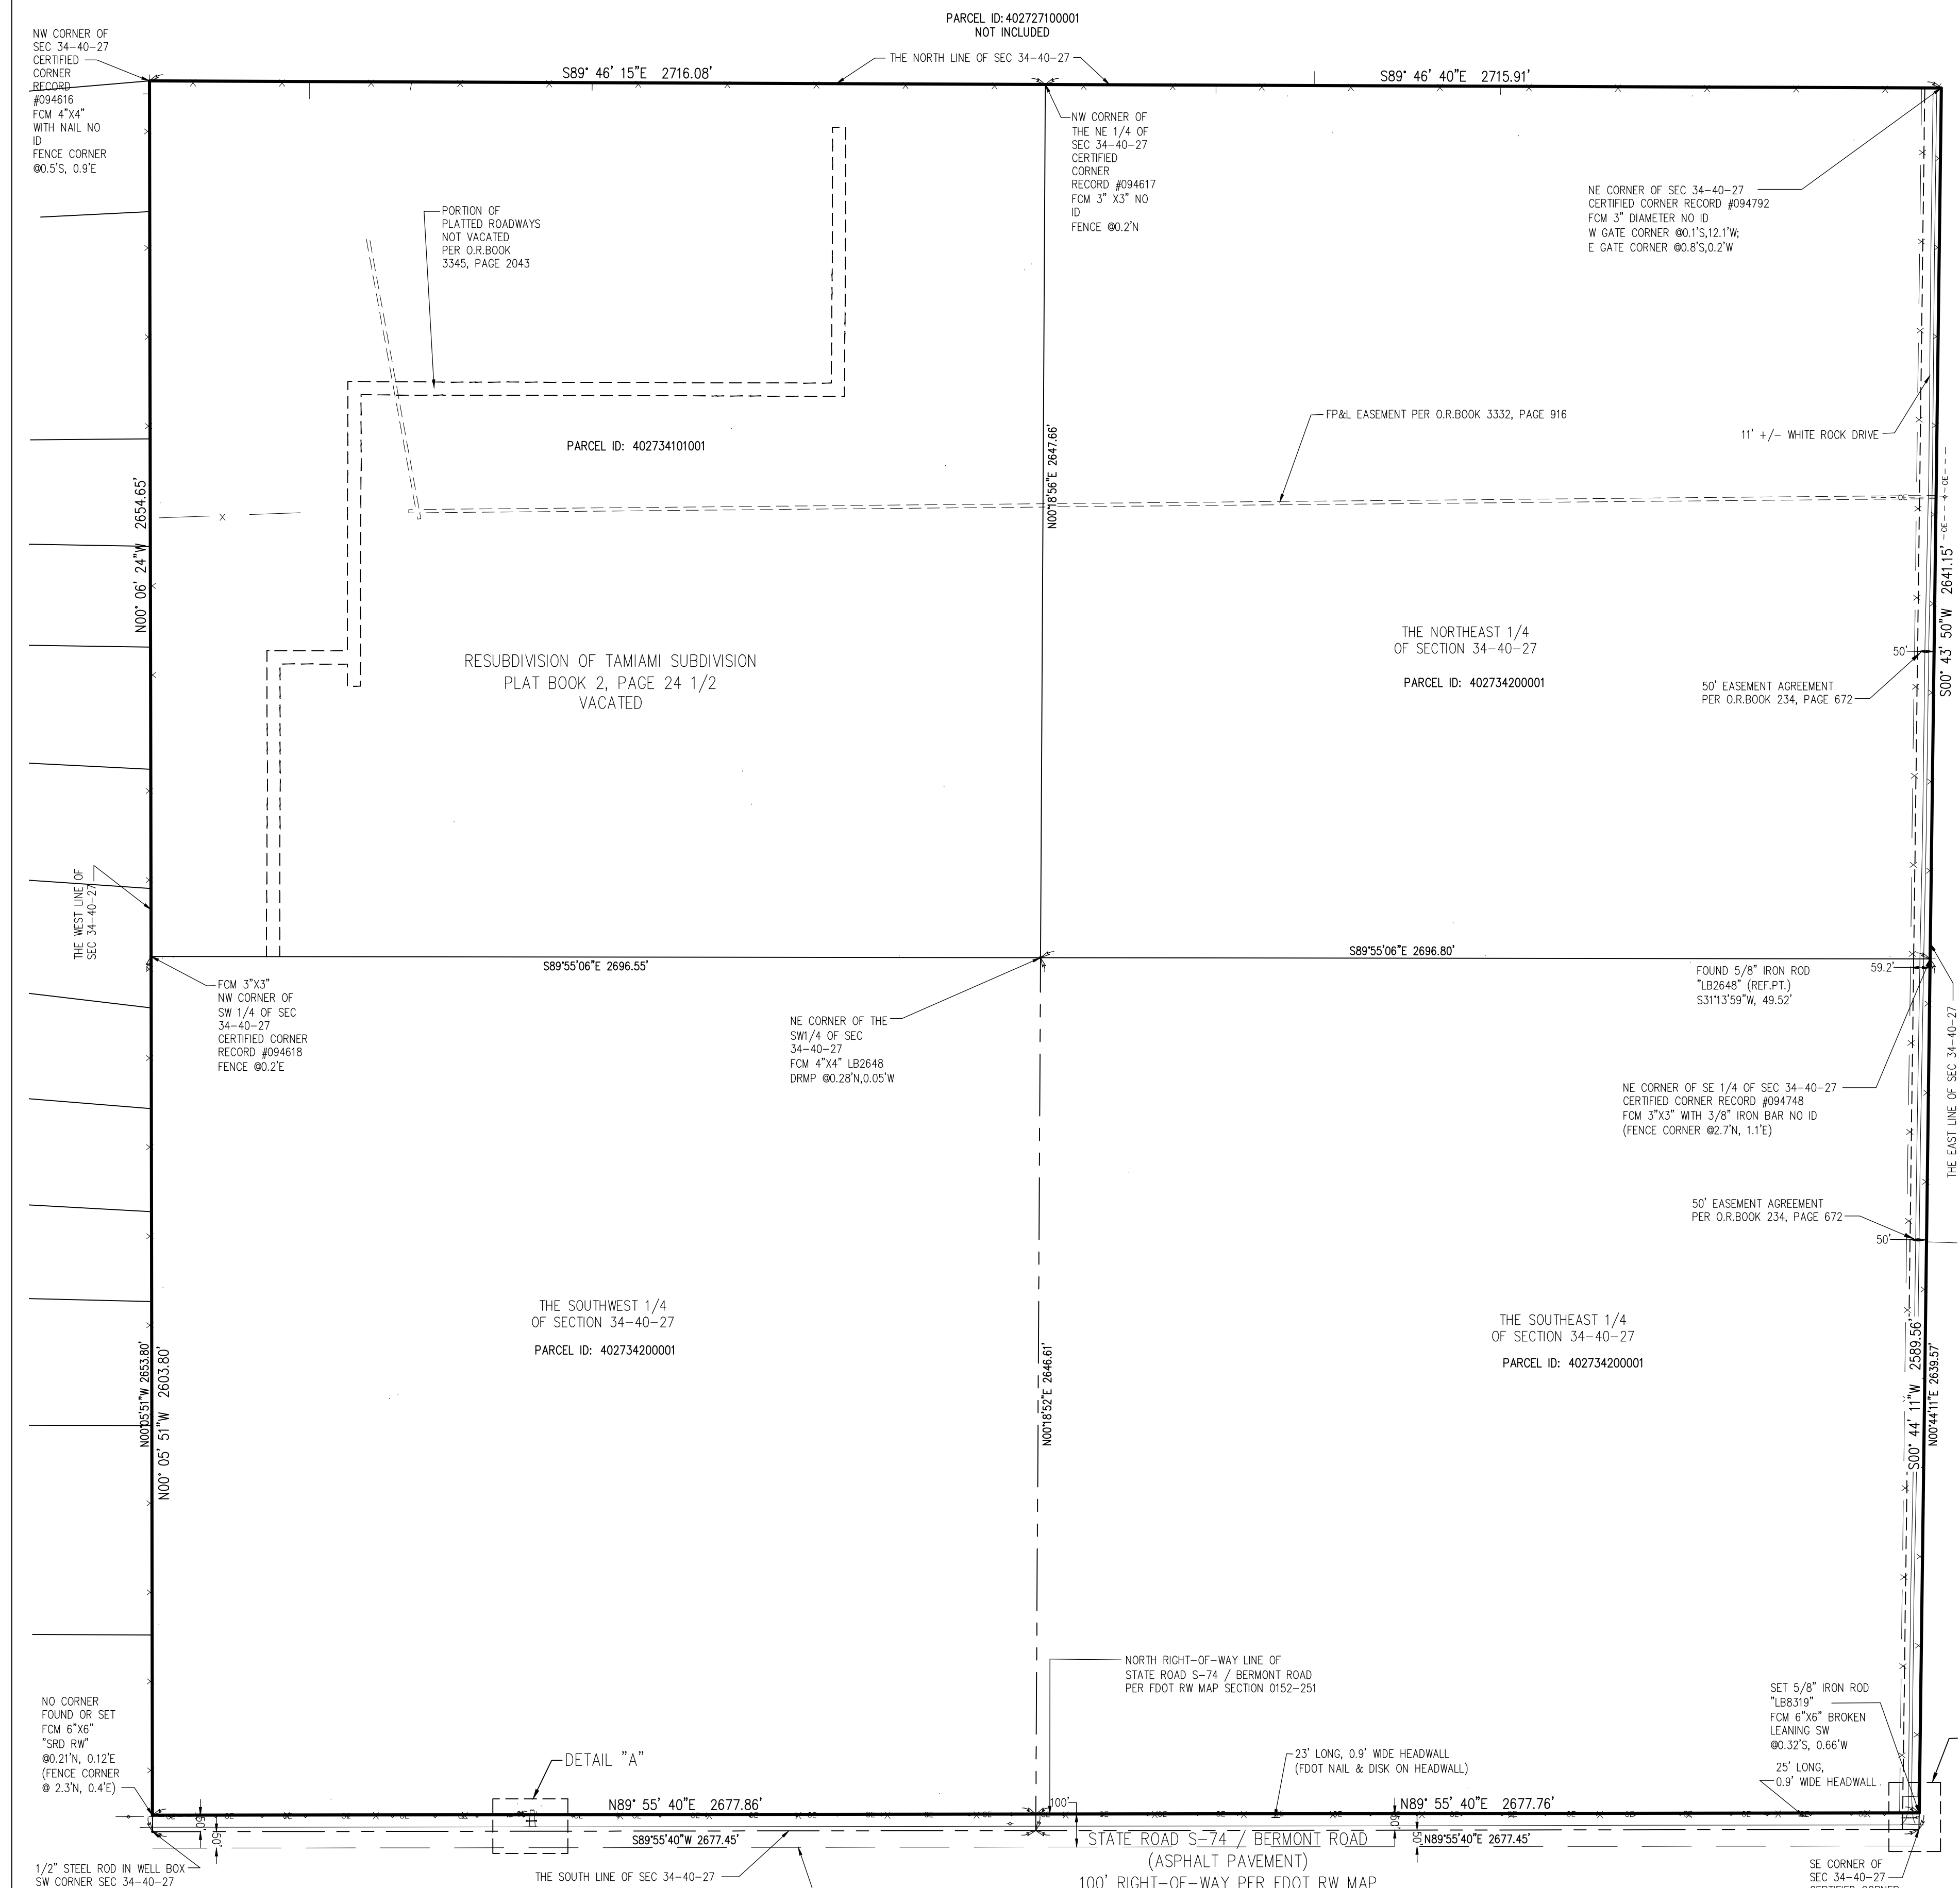 PARCEL ID: 402727100001
NOT INCLUDED
NW CORNER OF
SEC 34-40-27
CERTIFIED
CORNER
RECORD
#094616
FCM 4"X4"
WITH NAIL NO
ID
FENCE CORNER
@0.5'S, 0.9'E
THE NORTH LINE OF SEC 34-40-27
S89° 46' 15"E 2716.08'
S89° 46' 40"E 2715.91'
NW CORNER OF
THE NE 1/4 OF
SEC 34-40-27
CERTIFIED
CORNER
RECORD #094617
FCM 3" X3" NO
ID
FENCE @0.2'N
NE CORNER OF SEC 34-40-27
CERTIFIED CORNER RECORD #094792
FCM 3" DIAMETER NO ID
W GATE CORNER @0.1'S,12.1'W;
E GATE CORNER @0.8'S,0.2'W
PORTION OF
PLATTED ROADWAYS
NOT VACATED
PER O.R.BOOK
3345, PAGE 2043
FP&L EASEMENT PER O.R.BOOK 3332, PAGE 916
11' +/- WHITE ROCK DRIVE
PARCEL ID: 402734101001
N00° 06' 24"W 2654.65'
N00°18'56"E 2647.66'
OE
OE
OE
S00° 43' 50"W 2641.15'
RESUBDIVISION OF TAMIAMI SUBDIVISION
PLAT BOOK 2, PAGE 24 1/2
VACATED
THE NORTHEAST 1/4
OF SECTION 34-40-27
PARCEL ID: 402734200001
50'
50' EASEMENT AGREEMENT
PER O.R.BOOK 234, PAGE 672
THE WEST LINE OF
SEC 34-40-27
S89°55'06"E 2696.55'
S89°55'06"E 2696.80'
59.2'
FOUND 5/8" IRON ROD
"LB2648" (REF.PT.)
S31°13'59"W, 49.52'
FCM 3"X3"
NW CORNER OF
SW 1/4 OF SEC
34-40-27
CERTIFIED CORNER
RECORD #094618
FENCE @0.2'E
NE CORNER OF THE
SW1/4 OF SEC
34-40-27
FCM 4"X4" LB2648
DRMP @0.28'N,0.05'W
THE EAST LINE OF SEC 34-40-27
NE CORNER OF SE 1/4 OF SEC 34-40-27
CERTIFIED CORNER RECORD #094748
FCM 3"X3" WITH 3/8" IRON BAR NO ID
(FENCE CORNER @2.7'N, 1.1'E)
50' EASEMENT AGREEMENT
PER O.R.BOOK 234, PAGE 672
50'
THE SOUTHWEST 1/4
OF SECTION 34-40-27
PARCEL ID: 402734200001
THE SOUTHEAST 1/4
OF SECTION 34-40-27
PARCEL ID: 402734200001
N00°05'51"W 2653.80'
N00° 05' 51"W 2603.80'
N00°18'52"E 2646.61'
S00° 44' 11"W 2589.56'
N00°44'11"E 2639.57'
NORTH RIGHT-OF-WAY LINE OF
STATE ROAD S-74 / BERMONT ROAD
PER FDOT RW MAP SECTION 0152-251
NO CORNER
FOUND OR SET
FCM 6"X6"
"SRD RW"
@0.21'N, 0.12'E
(FENCE CORNER
@ 2.3'N, 0.4'E)
DETAIL "A"
23' LONG, 0.9' WIDE HEADWALL
(FDOT NAIL & DISK ON HEADWALL)
SET 5/8" IRON ROD
"LB8319"
FCM 6"X6" BROKEN
LEANING SW
@0.32'S, 0.66'W
25' LONG,
0.9' WIDE HEADWALL
N89° 55' 40"E 2677.86'
100'
N89° 55' 40"E 2677.76'
50'
50'
50'
50'
S89°55'40"W 2677.45'
N89°55'40"E 2677.45'
STATE ROAD S-74 / BERMONT ROAD
(ASPHALT PAVEMENT)
100' RIGHT-OF-WAY PER FDOT RW MAP
1/2" STEEL ROD IN WELL BOX
SW CORNER SEC 34-40-27
THE SOUTH LINE OF SEC 34-40-27
SE CORNER OF
SEC 34-40-27
CERTIFIED CORNER